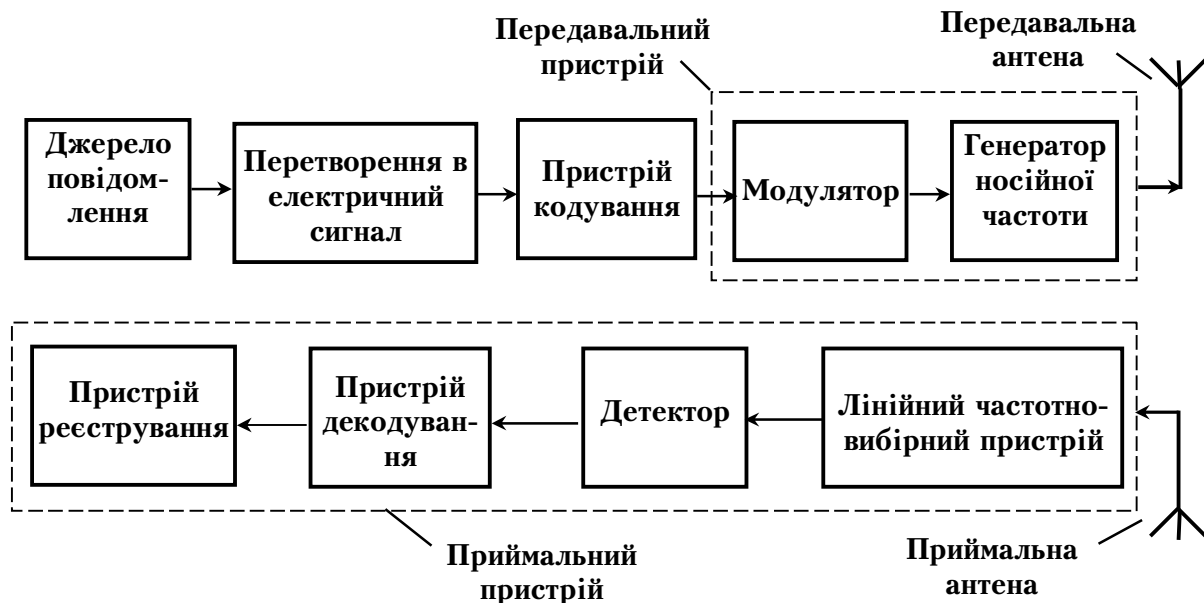 Передавальний
пристрій
Передавальна
антена
Джерело
повідом-
лення
Перетворення в
електричний
сигнал
Пристрій
кодування
Модулятор
Генератор
носійної
частоти
Пристрій
реєстрування
Пристрій
декодуван-
ня
Детектор
Лінійний частотно-
вибірний пристрій
Приймальний
пристрій
Приймальна
антена